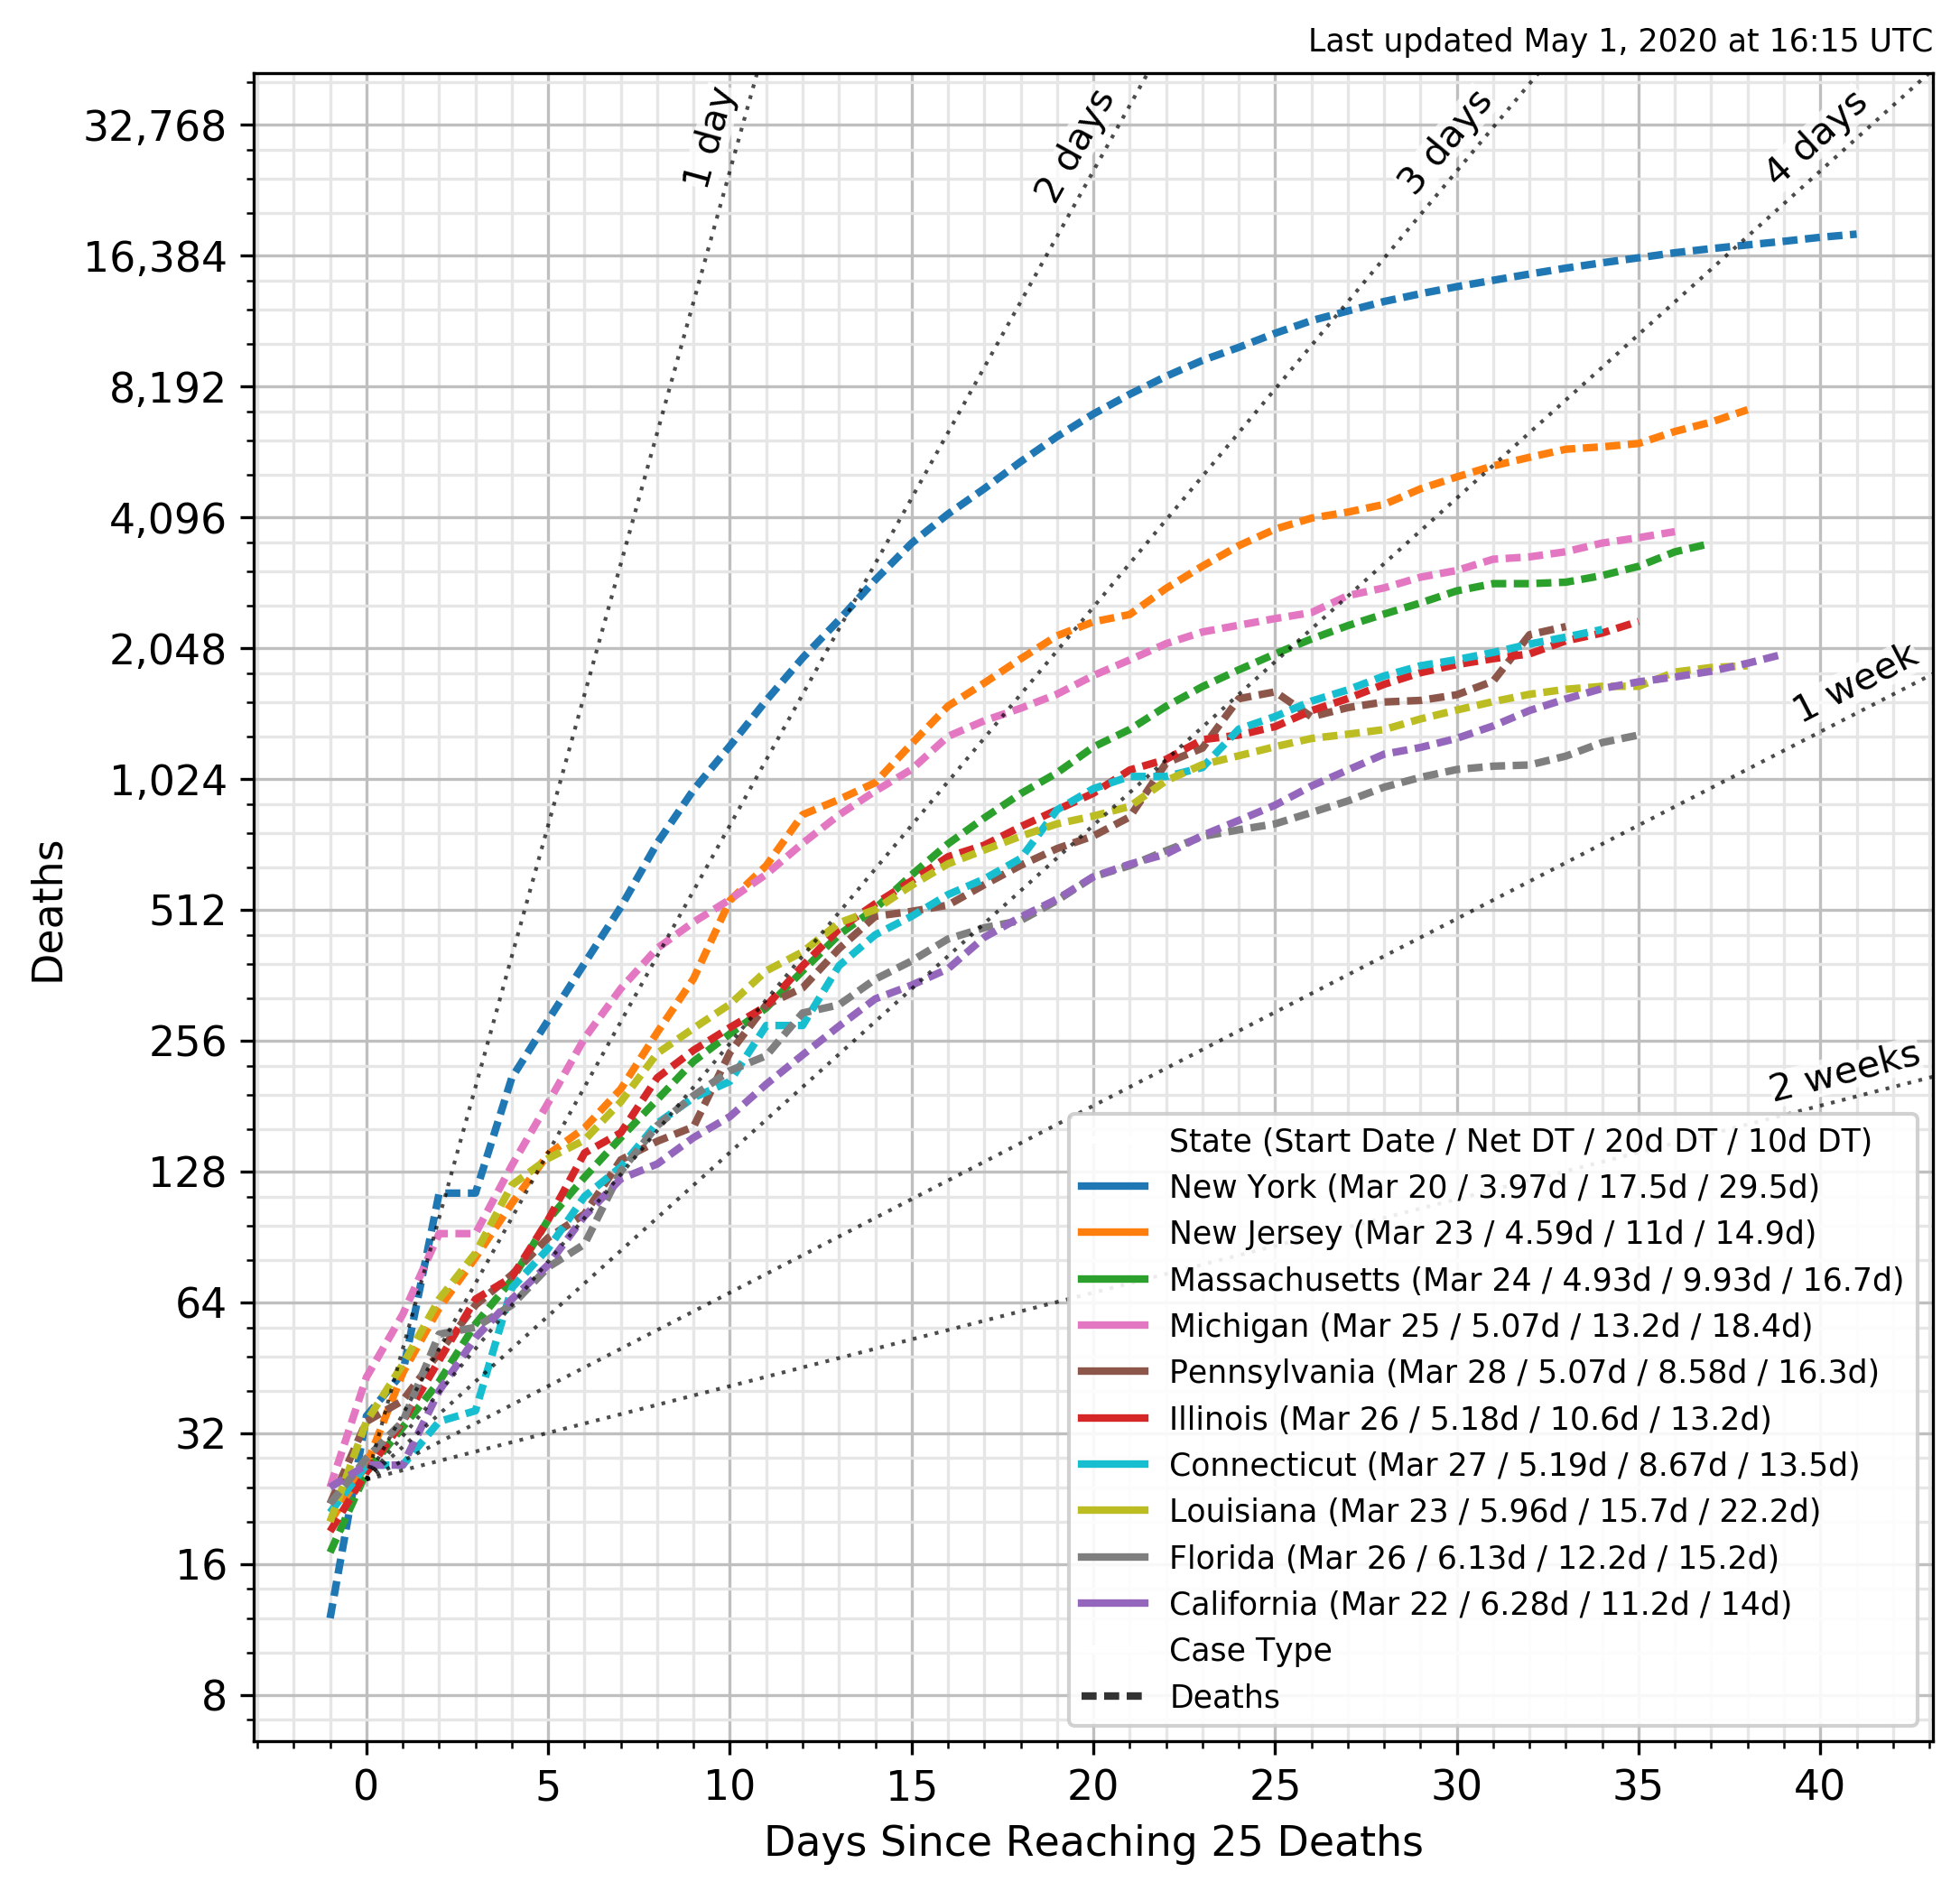 Last updated May 1, 2020 at 16:15 UTC
1 day
2 days
3 days
4 days
1 week
2 weeks
32,768
16,384
8,192
4,096
2,048
1,024
512
256
128
64
32
16
8
Deaths
State (Start Date / Net DT / 20d DT / 10d DT)
New York (Mar 20 / 3.97d / 17.5d / 29.5d)
New Jersey (Mar 23 / 4.59d / 11d / 14.9d)
Massachusetts (Mar 24 / 4.93d / 9.93d / 16.7d)
Michigan (Mar 25 / 5.07d / 13.2d / 18.4d)
Pennsylvania (Mar 28 / 5.07d / 8.58d / 16.3d)
Illinois (Mar 26 / 5.18d / 10.6d / 13.2d)
Connecticut (Mar 27 / 5.19d / 8.67d / 13.5d)
Louisiana (Mar 23 / 5.96d / 15.7d / 22.2d)
Florida (Mar 26 / 6.13d / 12.2d / 15.2d)
California (Mar 22 / 6.28d / 11.2d / 14d)
Case Type
Deaths
0 5 10 15 20 25 30 35 40
Days Since Reaching 25 Deaths